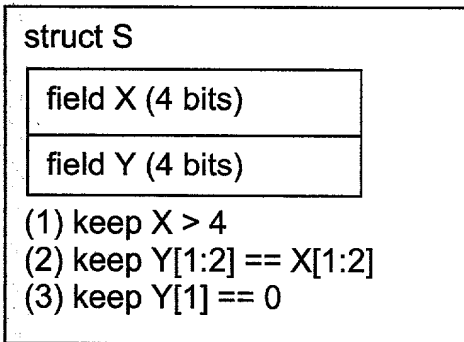 struct S
field X (4 bits)
field Y (4 bits)
(1) keep X > 4
(2) keep Y[1:2] == X[1:2]
(3) keep Y[1] == 0